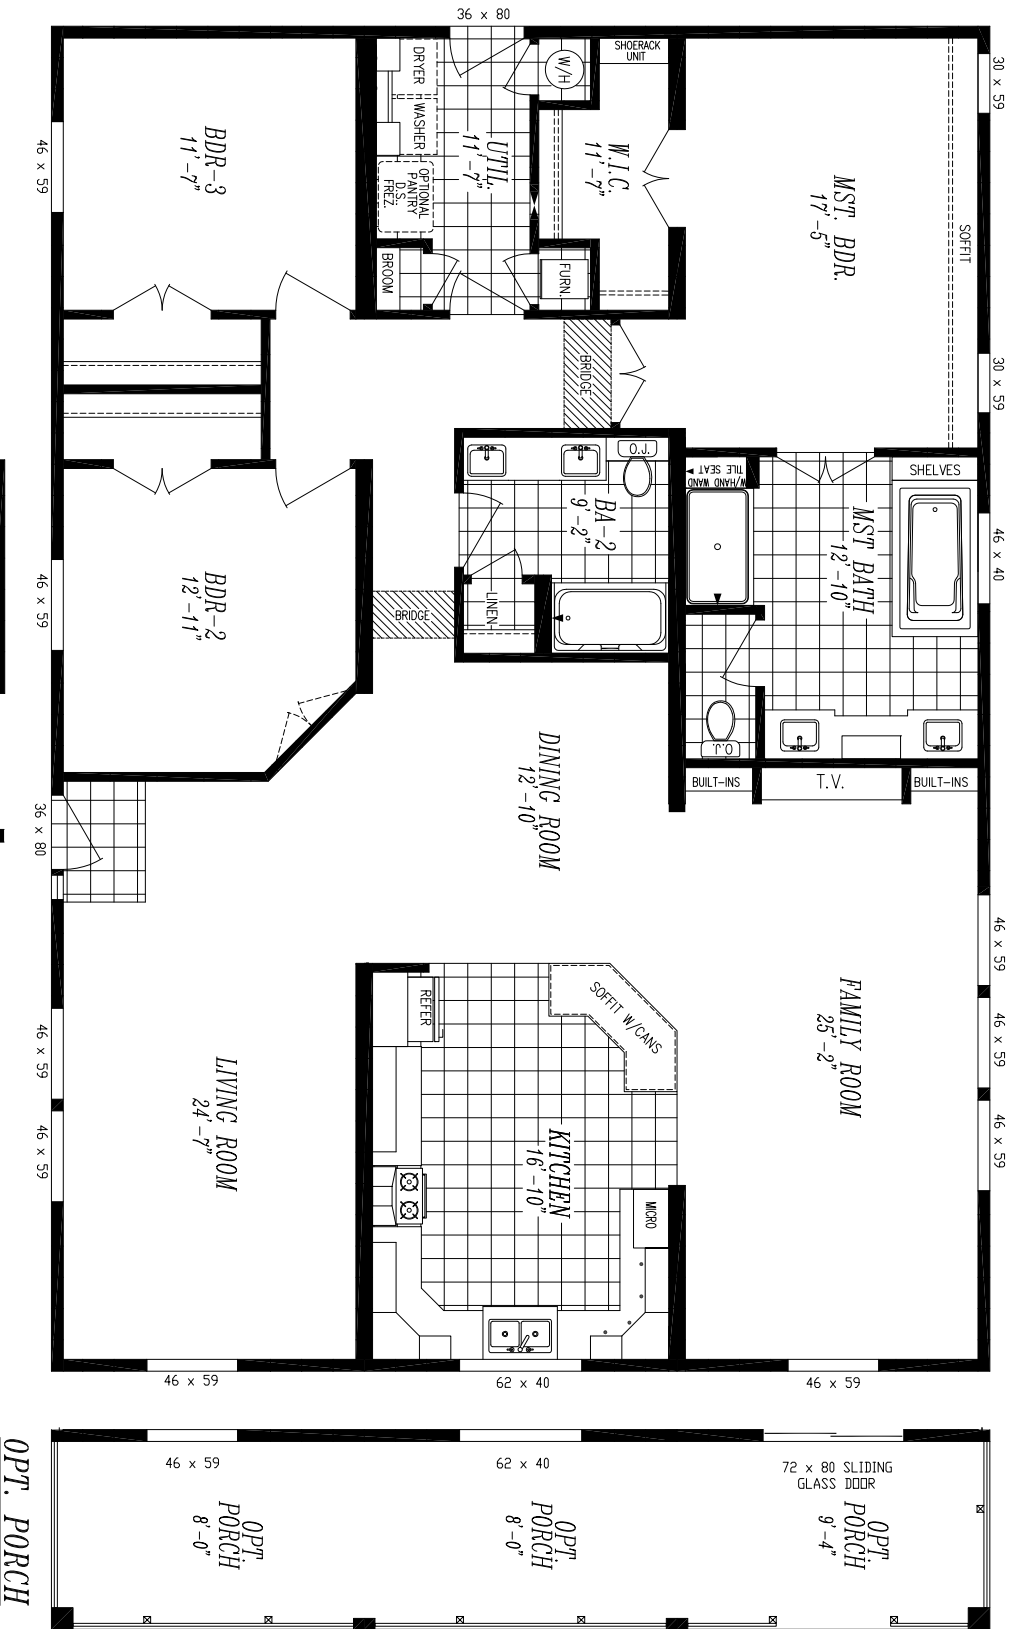 36 x 80
30 x 59
SHOERACK
UNIT
W/H
DRYER
WASHER
UTIL
11'-7"
W.I.C.
11'-7"
BDR-3
11'-7"
46 x 59
MST. BDR.
17'-5"
SOFFIT
OPTIONAL
PANTRY
D.S.
FREZ.
BROOM
FURN.
BRIDGE
30 x 59
O.J.
W/HAND WAND
TILE SEAT
SHELVES
BA-2
9'-2"
MST BATH
12'-10"
46 x 40
BDR-2
12'-11"
46 x 59
BRIDGE
LINEN
O.J.
BUILT-INS
T.V.
BUILT-INS
DINING ROOM
12'-10"
36 x 80
46 x 59
REFER
SOFFIT W/CANS
FAMILY ROOM
25'-2"
46 x 59
46 x 59
LIVING ROOM
24'-7"
KITCHEN
16'-10"
46 x 59
46 x 59
MICRO
46 x 59
62 x 40
46 x 59
46 x 59
62 x 40
72 x 80 SLIDING
GLASS DOOR
OPT
PORCH
8'-0"
OPT
PORCH
8'-0"
OPT
PORCH
9'-4"
OPT. PORCH